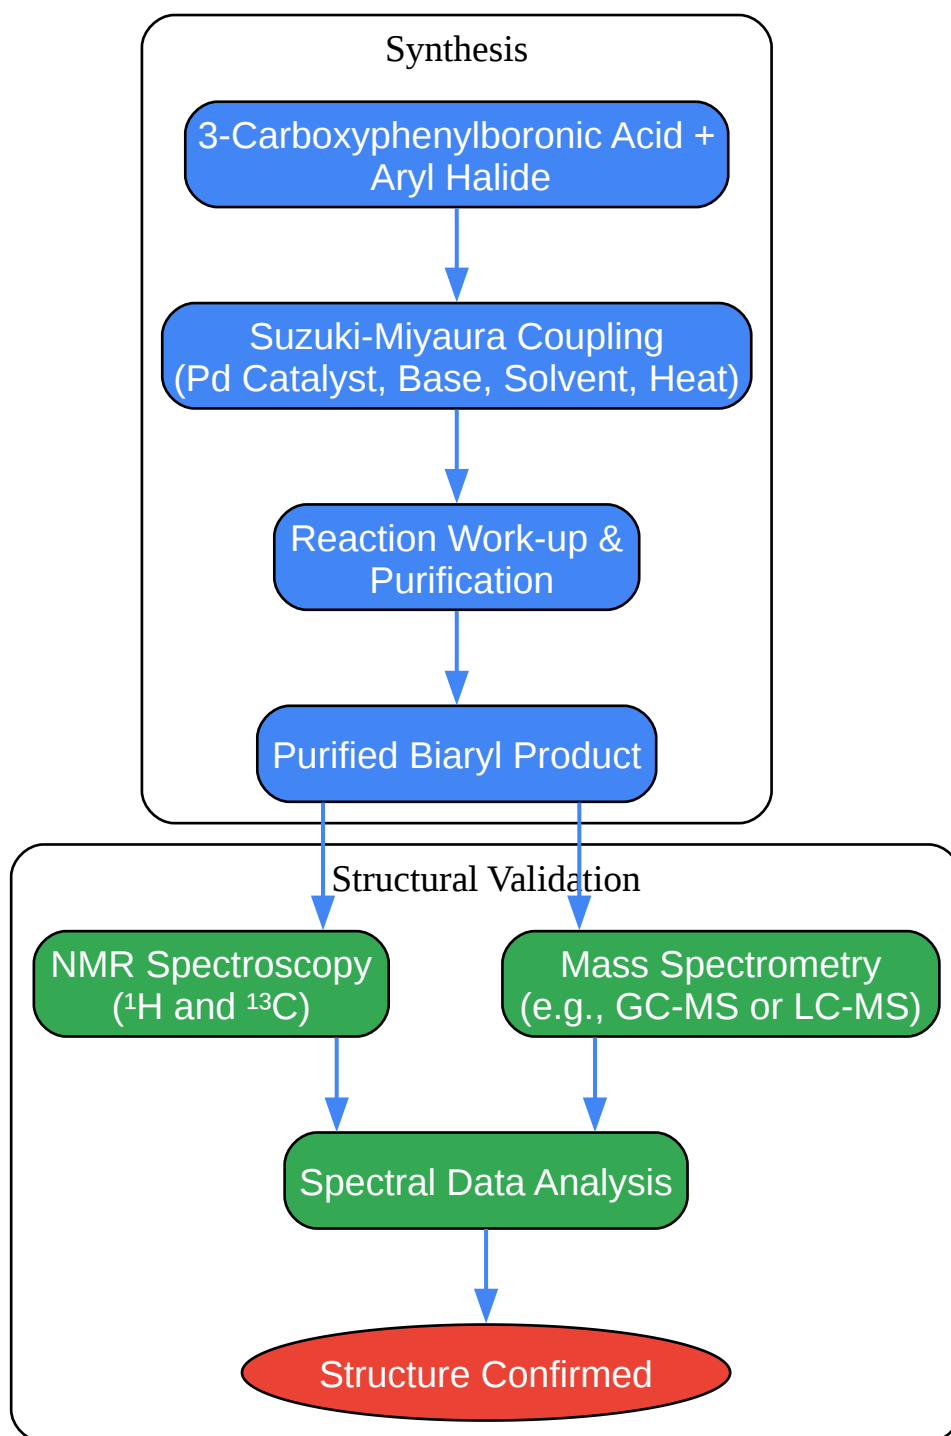 Synthesis
3-Carboxyphenylboronic Acid +
Aryl Halide
Suzuki-Miyaura Coupling
(Pd Catalyst, Base, Solvent, Heat)
Reaction Work-up &
Purification
Purified Biaryl Product
Structural Validation
NMR Spectroscopy
(¹H and ¹³C)
Mass Spectrometry
(e.g., GC-MS or LC-MS)
Spectral Data Analysis
Structure Confirmed